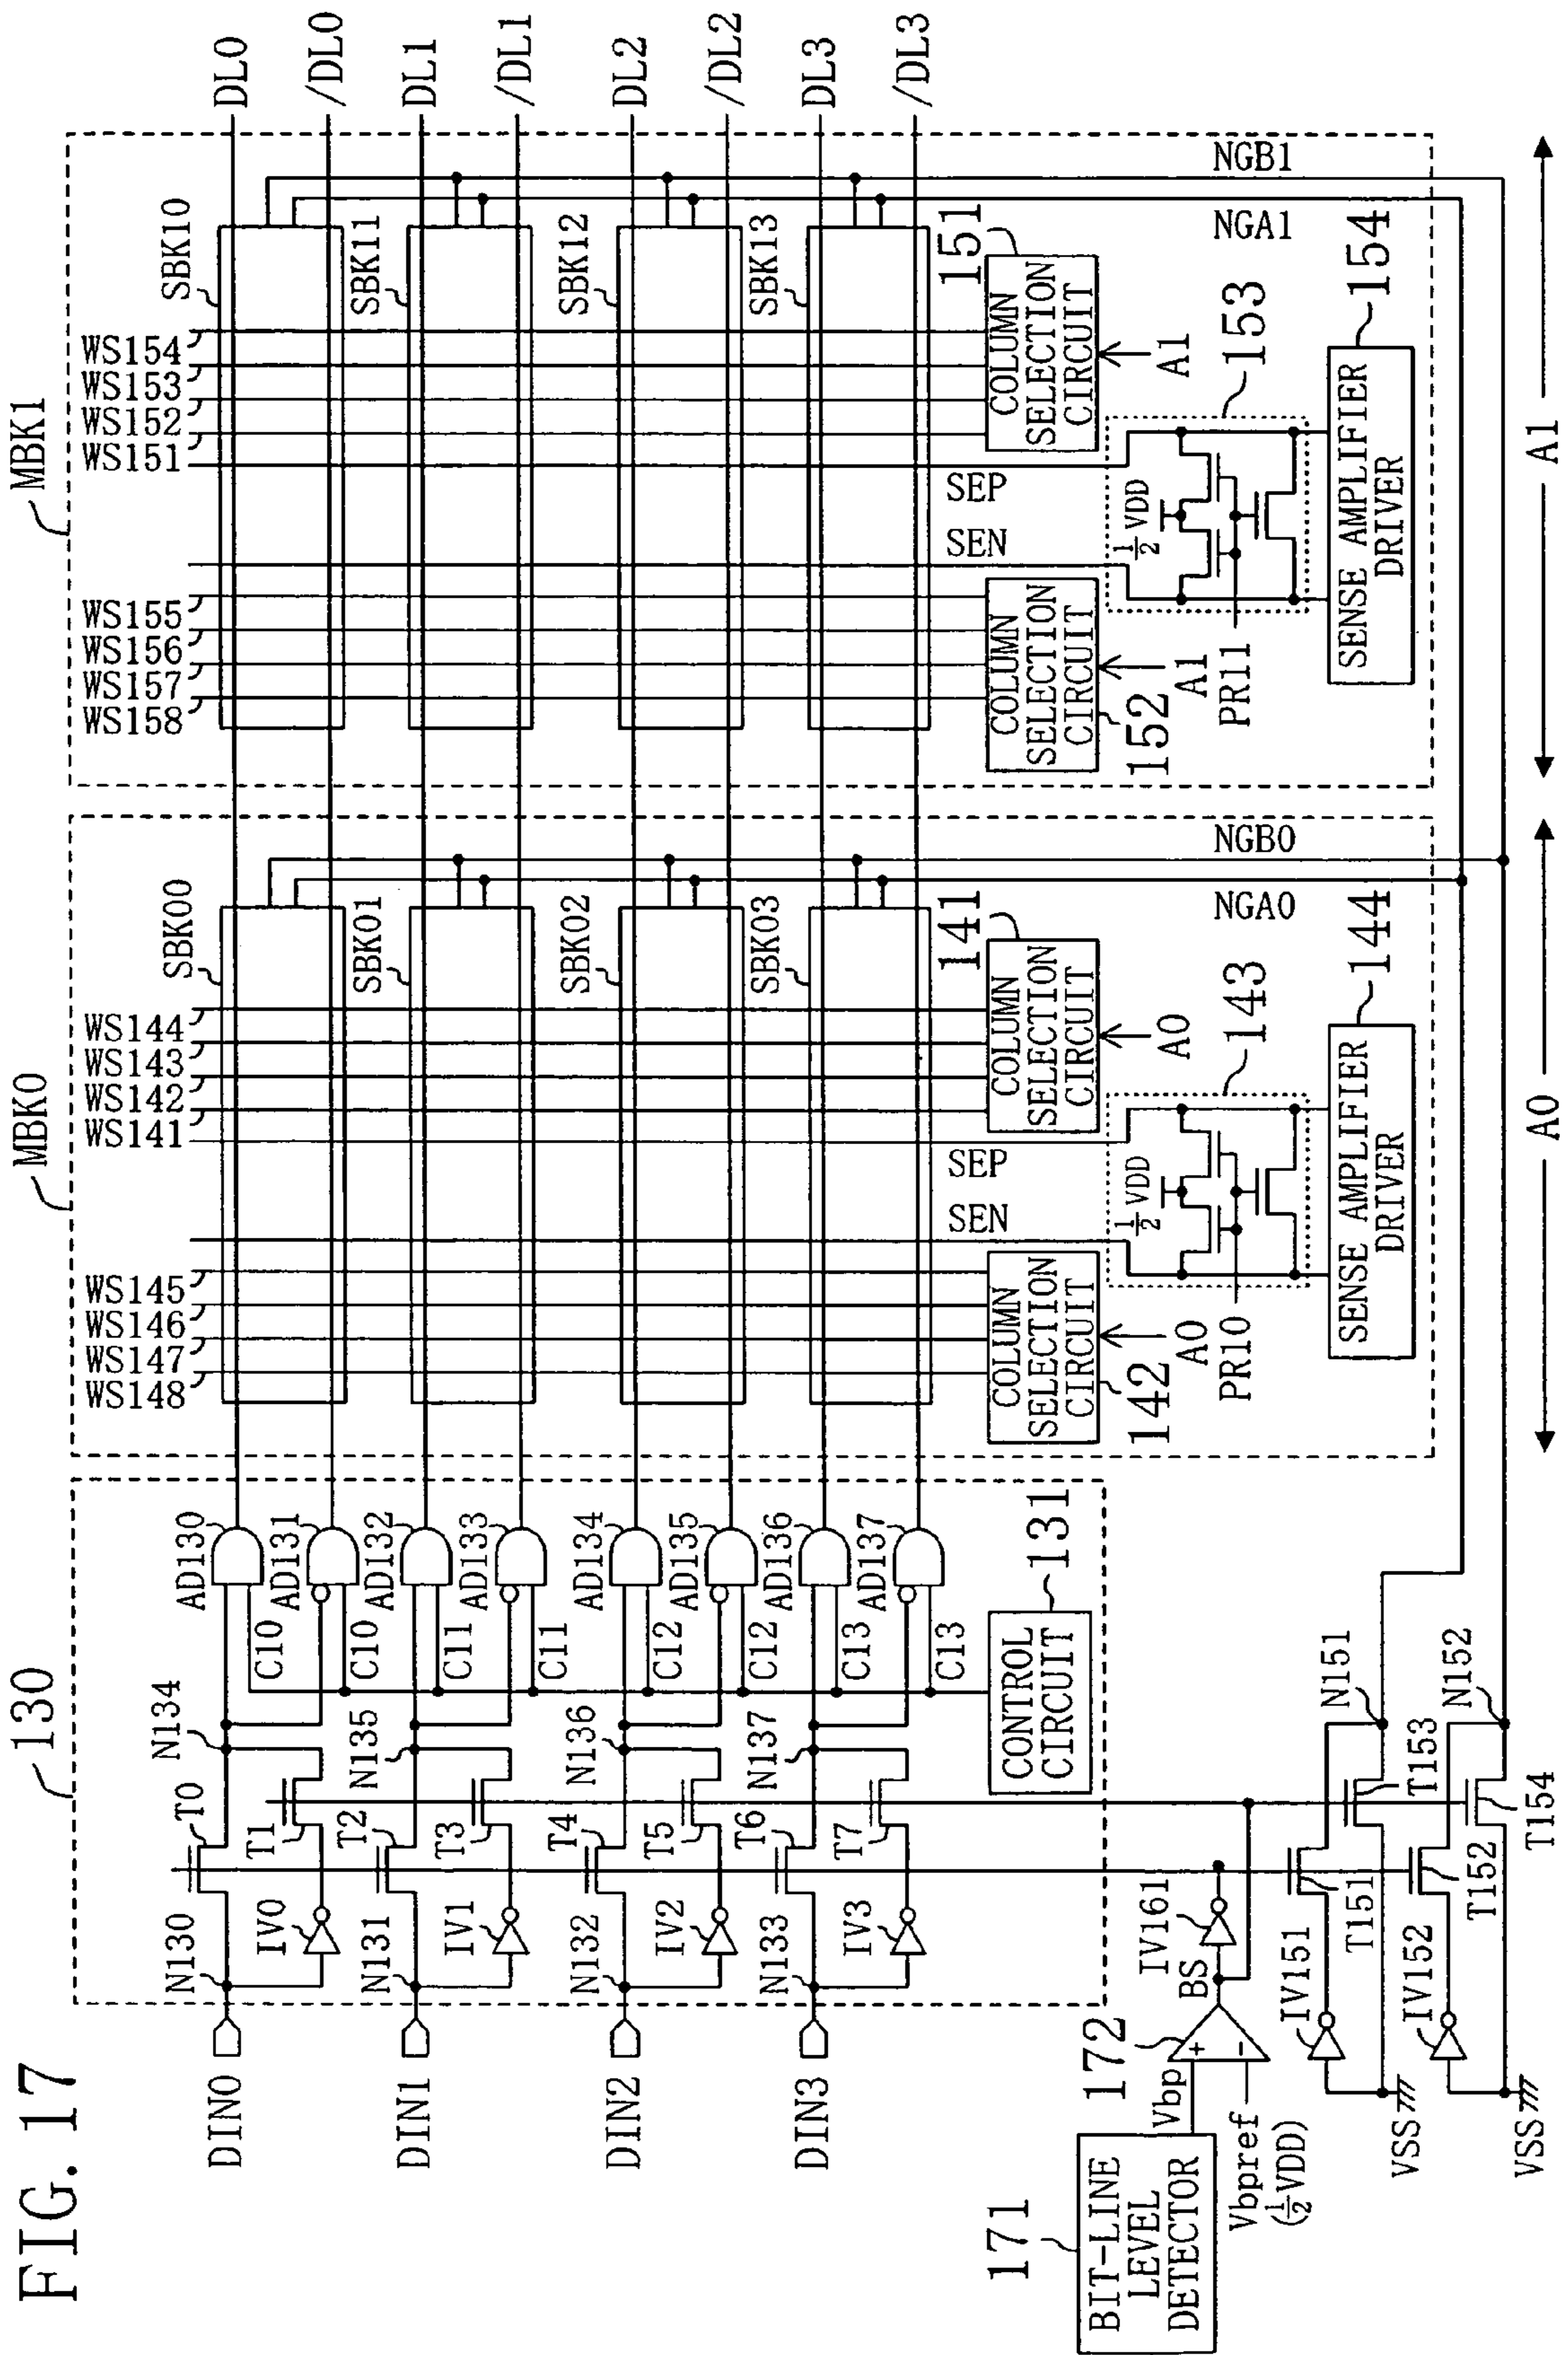 FIG. 17
130
MBK0
MBK1
DIN0
DIN1
DIN2
DIN3
N130
T0
N134
IV0
T1
N131
T2
N135
IV1
T3
N132
T4
N136
IV2
T5
N133
T6
N137
IV3
T7
AD130
C10
AD131
C10
AD132
C11
AD133
C11
AD134
C12
AD135
C12
AD136
C13
AD137
C13
CONTROL
CIRCUIT
131
WS148
WS147
WS146
WS145
WS141
WS142
WS143
WS144
SBK00
SBK01
SBK02
SBK03
SEN
SEP
COLUMN
SELECTION
CIRCUIT
142
A0
COLUMN
SELECTION
CIRCUIT
141
A0
1/2 VDD
PR10
143
SENSE AMPLIFIER
DRIVER
144
NGA0
NGB0
A0
WS158
WS157
WS156
WS155
WS151
WS152
WS153
WS154
SBK10
SBK11
SBK12
SBK13
SEN
SEP
COLUMN
SELECTION
CIRCUIT
152
A1
COLUMN
SELECTION
CIRCUIT
151
A1
1/2 VDD
PR11
153
SENSE AMPLIFIER
DRIVER
154
NGA1
NGB1
A1
DL0
/DL0
DL1
/DL1
DL2
/DL2
DL3
/DL3
171
BIT-LINE
LEVEL
DETECTOR
Vbp
Vbpref
(1/2VDD)
172
+
−
BS
IV161
IV151
T151
T153
N151
VSS
IV152
T152
T154
N152
VSS